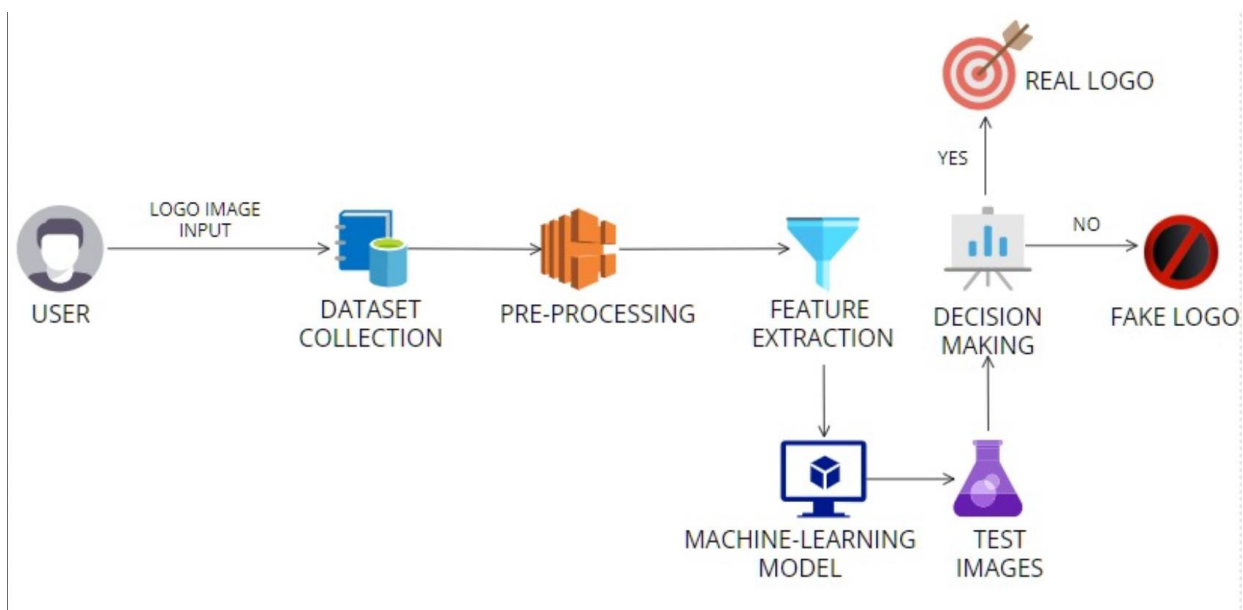 REAL LOGO
YES
LOGO IMAGE
INPUT
NO
USER
DATASET
COLLECTION
PRE-PROCESSING
FEATURE
EXTRACTION
DECISION
MAKING
FAKE LOGO
MACHINE-LEARNING
MODEL
TEST
IMAGES